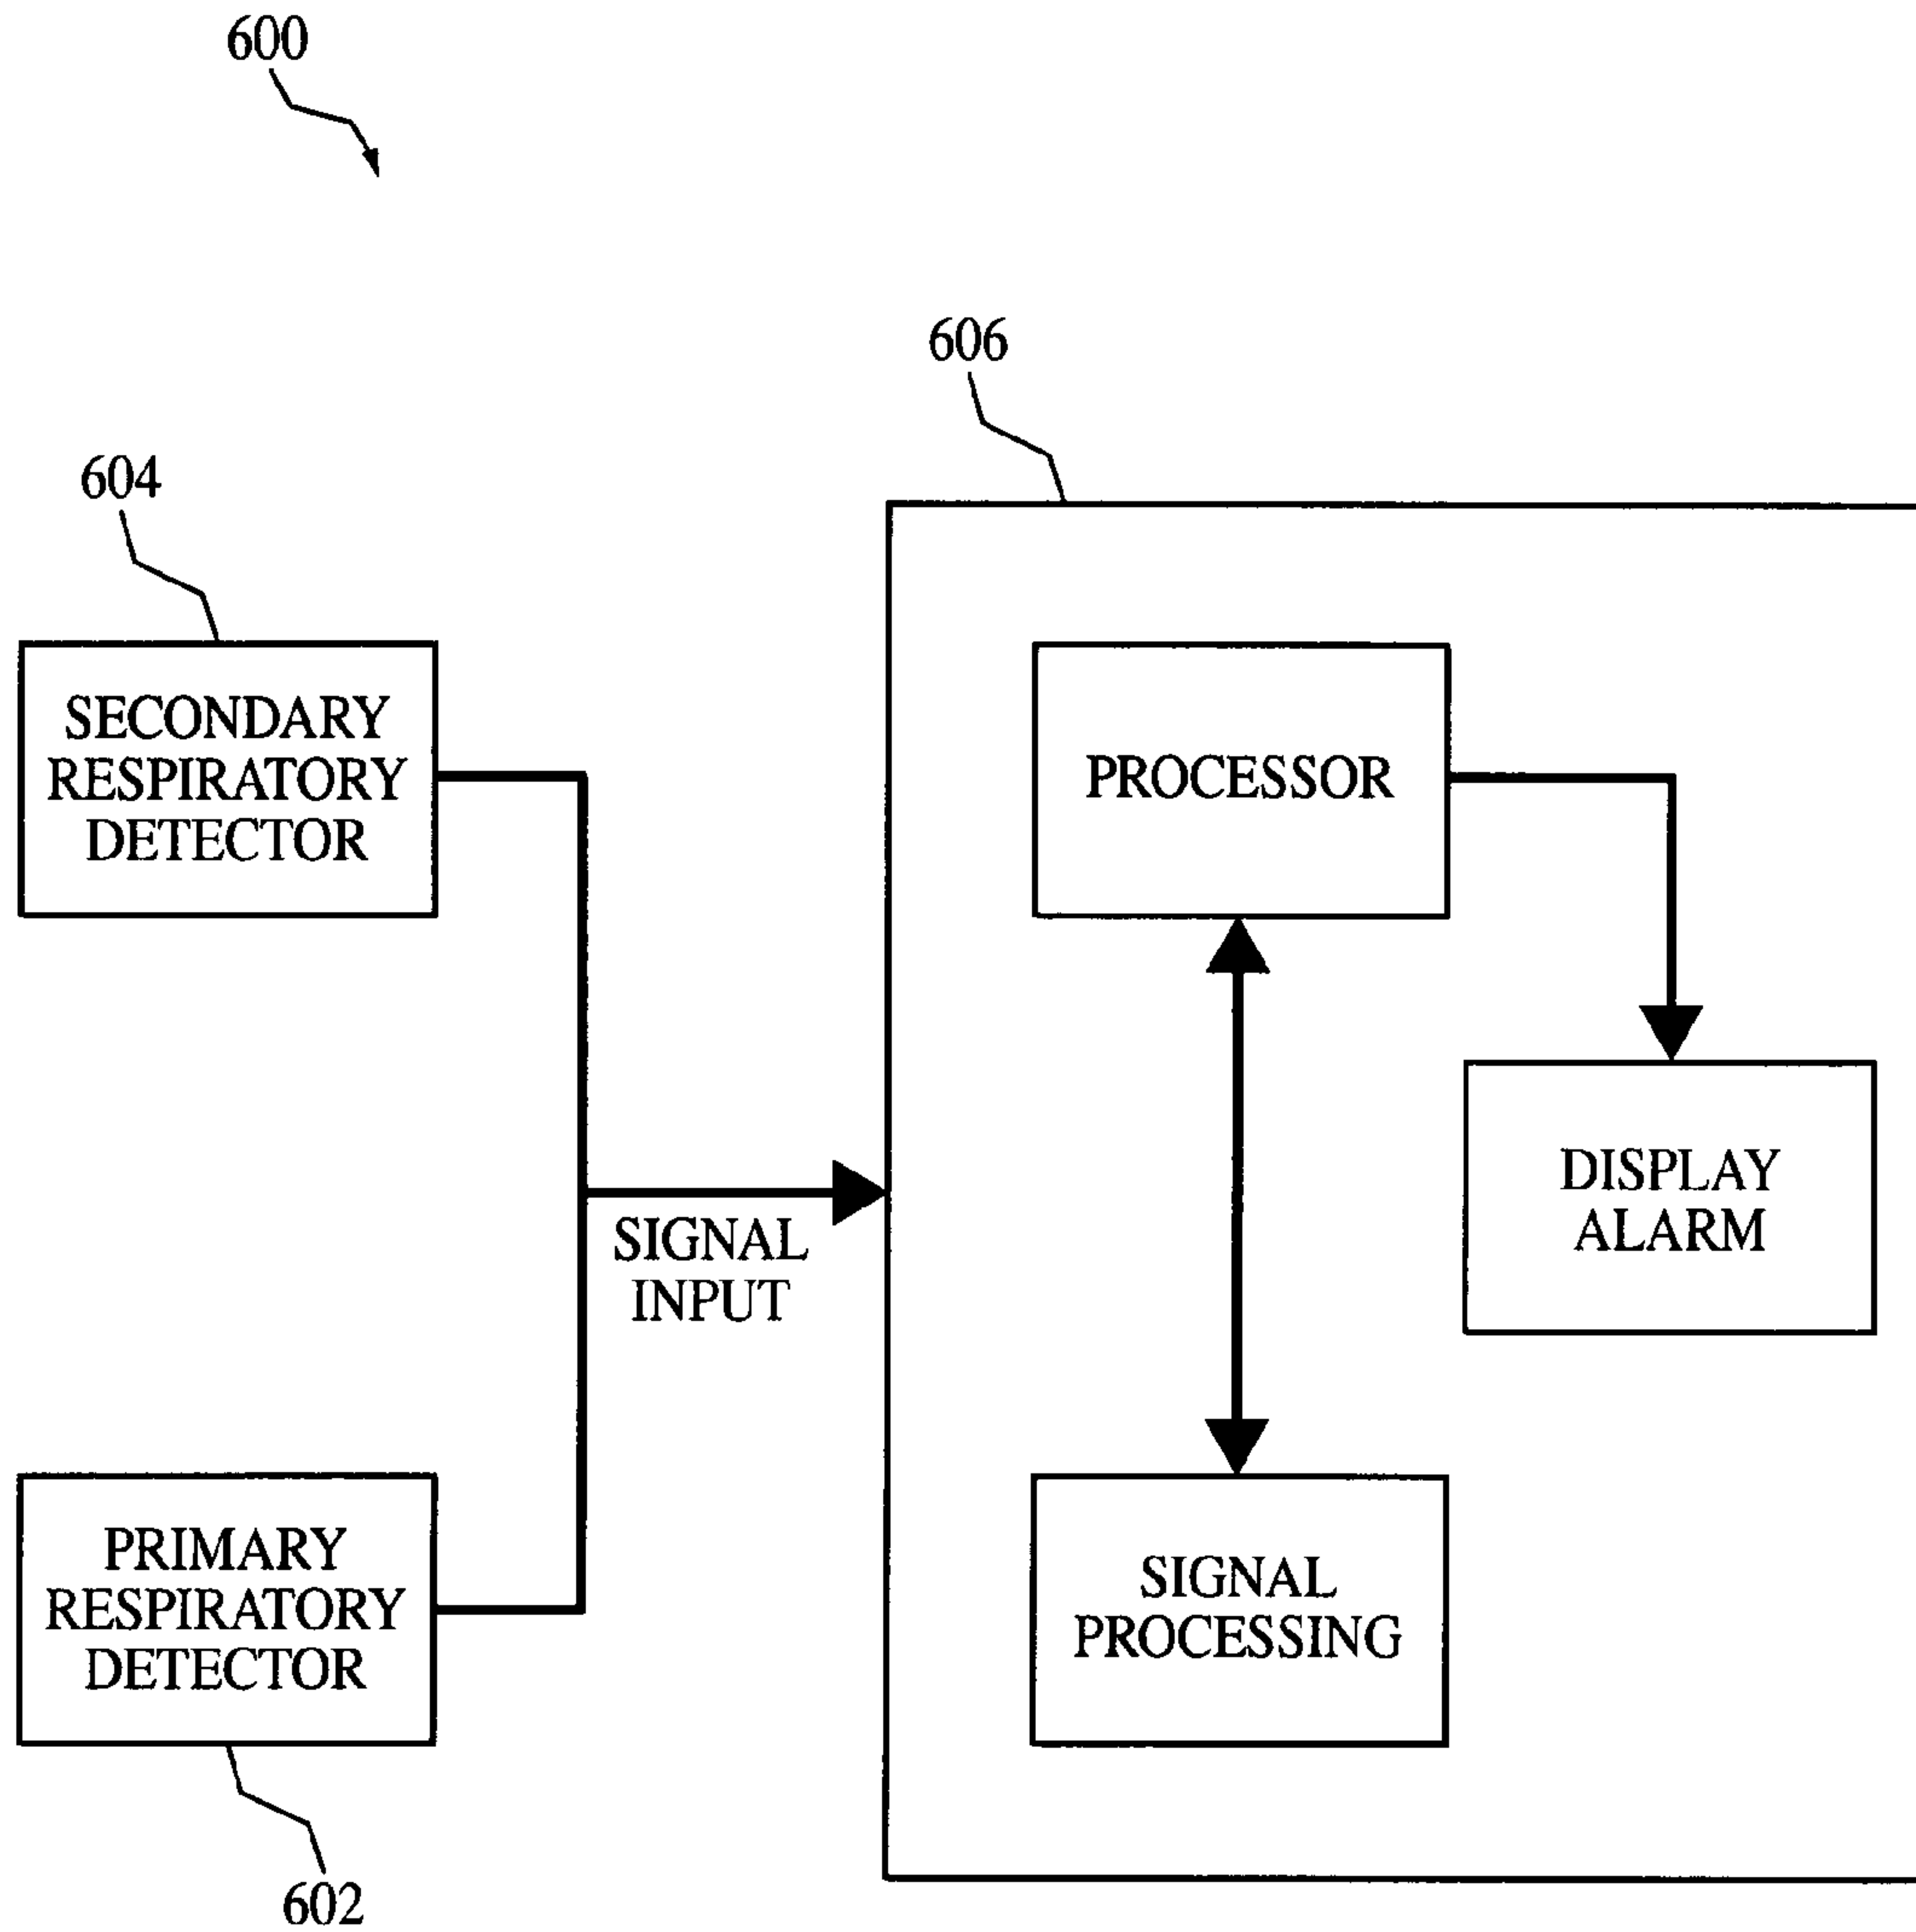 600
606
604
SECONDARY
RESPIRATORY
DETECTOR
PROCESSOR
DISPLAY
ALARM
SIGNAL
INPUT
PRIMARY
RESPIRATORY
DETECTOR
SIGNAL
PROCESSING
602